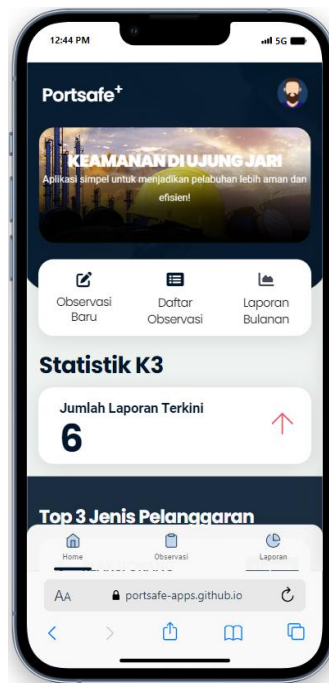 12:44 PM
5G
Portsafe+
KEAMANAN DI UJUNG JARI
Aplikasi simpel untuk menjadikan pelabuhan lebih aman dan
efisien!
Observasi
Baru
Daftar
Observasi
Laporan
Bulanan
Statistik K3
Jumlah Laporan Terkini
6
Top 3 Jenis Pelanggaran
Home
Observasi
Laporan
AA
portsafe-apps.github.io